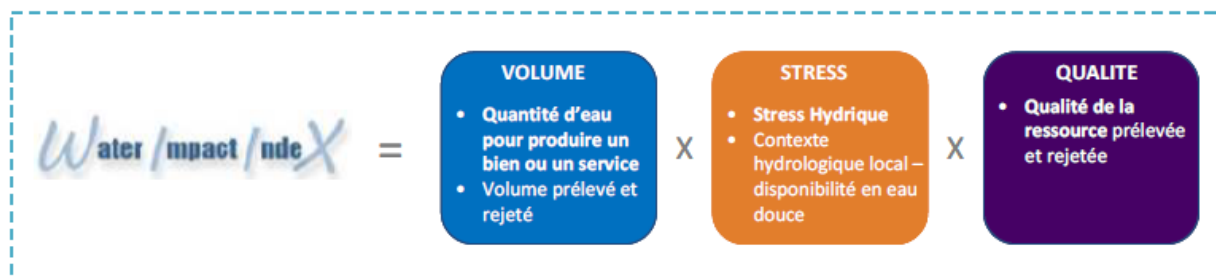 Water Impact IndeX
=
VOLUME
• Quantité d'eau
pour produire un
bien ou un service
• Volume prélevé et
rejeté
X
STRESS
• Stress Hydrique
• Contexte
hydrologique local –
disponibilité en eau
douce
X
QUALITE
• Qualité de la
ressource prélevée
et rejetée